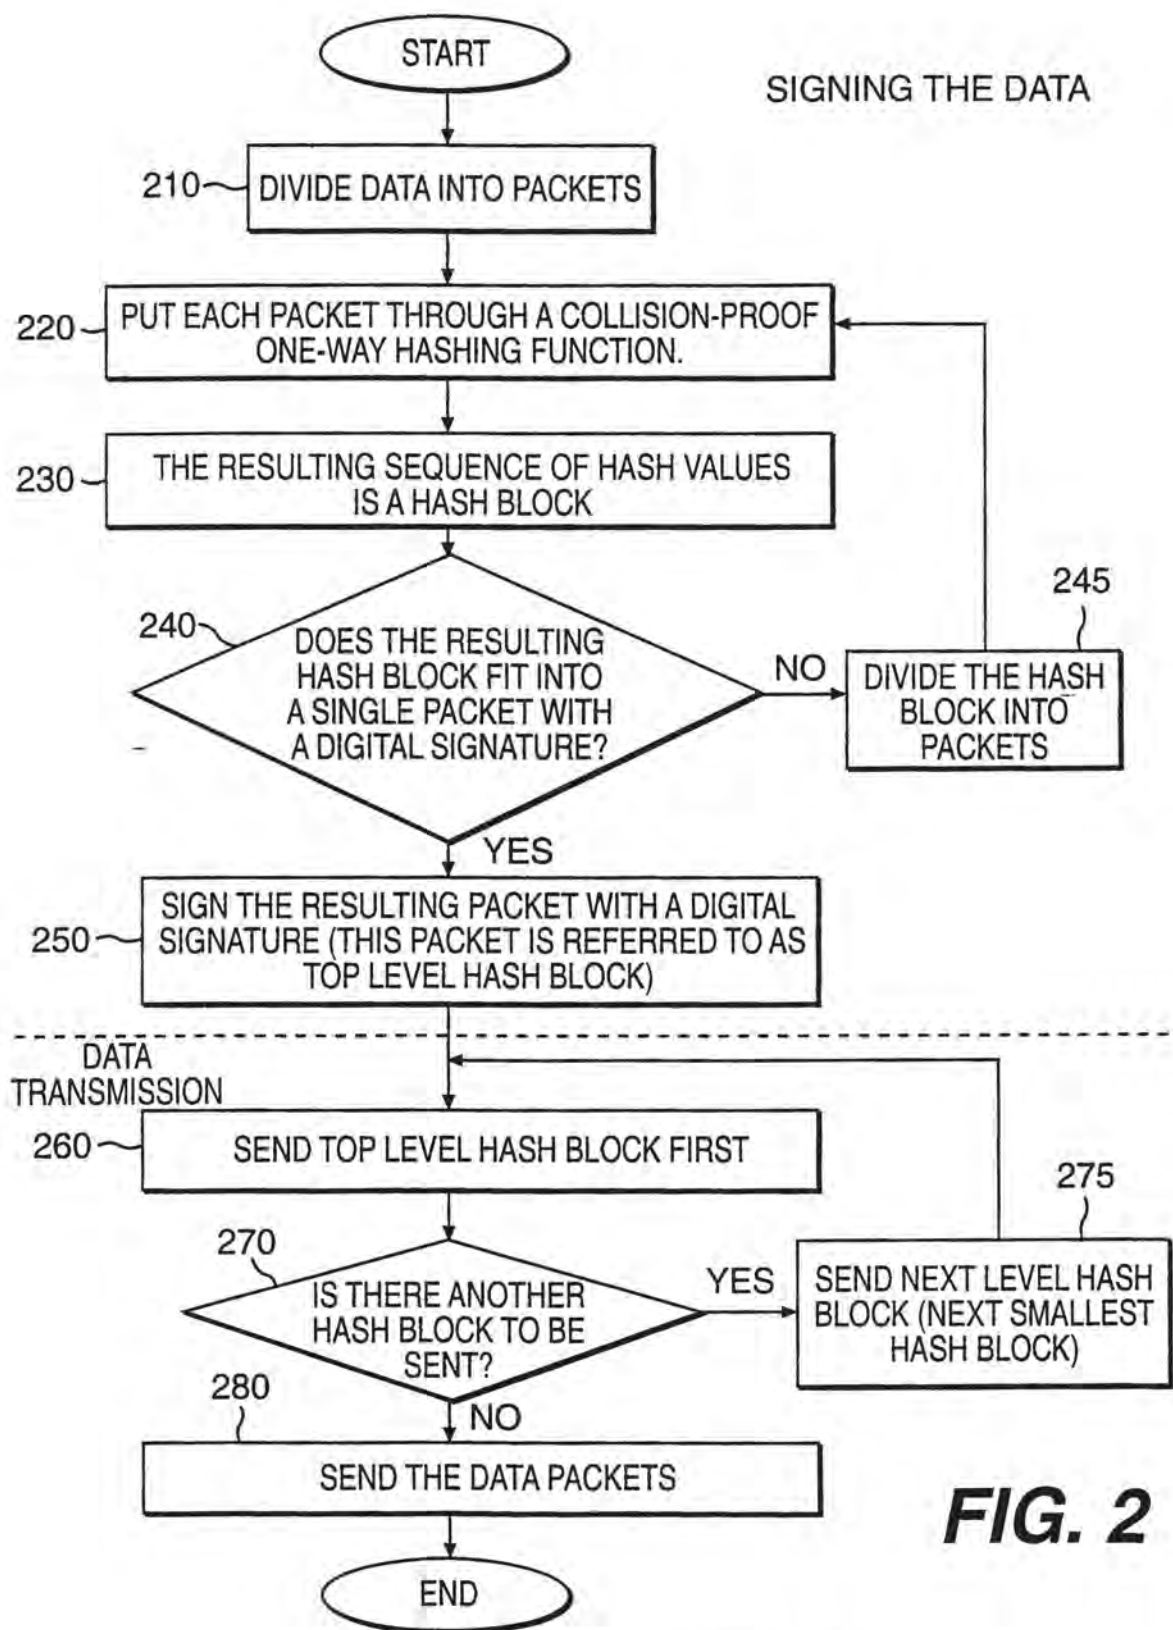 START
SIGNING THE DATA
210
DIVIDE DATA INTO PACKETS
220
PUT EACH PACKET THROUGH A COLLISION-PROOF
ONE-WAY HASHING FUNCTION.
230
THE RESULTING SEQUENCE OF HASH VALUES
IS A HASH BLOCK
240
DOES THE RESULTING
HASH BLOCK FIT INTO
A SINGLE PACKET WITH
A DIGITAL SIGNATURE?
NO
245
DIVIDE THE HASH
BLOCK INTO
PACKETS
YES
250
SIGN THE RESULTING PACKET WITH A DIGITAL
SIGNATURE (THIS PACKET IS REFERRED TO AS
TOP LEVEL HASH BLOCK)
DATA
TRANSMISSION
260
SEND TOP LEVEL HASH BLOCK FIRST
270
IS THERE ANOTHER
HASH BLOCK TO BE
SENT?
YES
275
SEND NEXT LEVEL HASH
BLOCK (NEXT SMALLEST
HASH BLOCK)
NO
280
SEND THE DATA PACKETS
END
FIG. 2